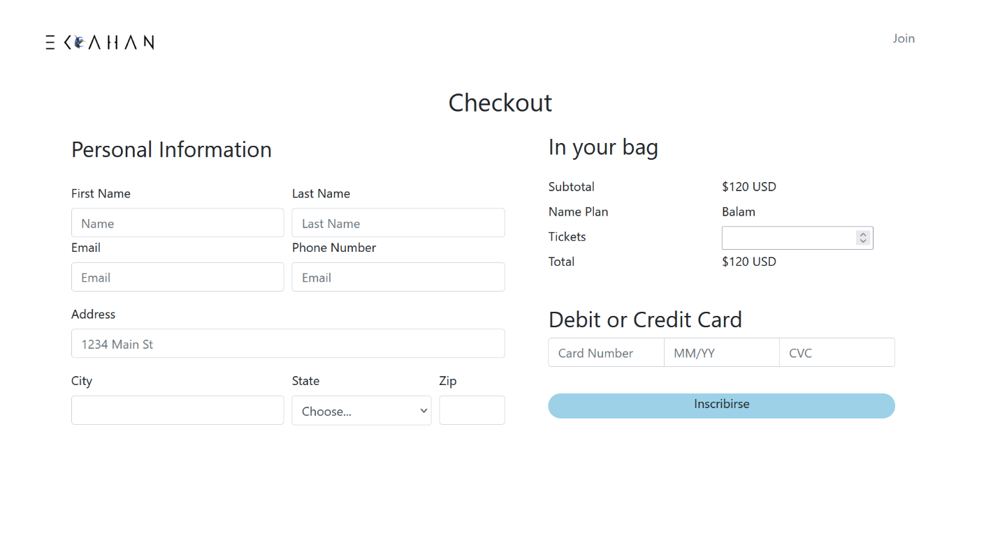 Join
Checkout
Personal Information
First Name Last Name
Name Last Name
Email Phone Number
Email Email
Address
1234 Main St
City State Zip
Choose...
In your bag
Subtotal $120 USD
Name Plan Balam
Tickets
Total $120 USD
Debit or Credit Card
Card Number MM/YY CVC
Inscribirse